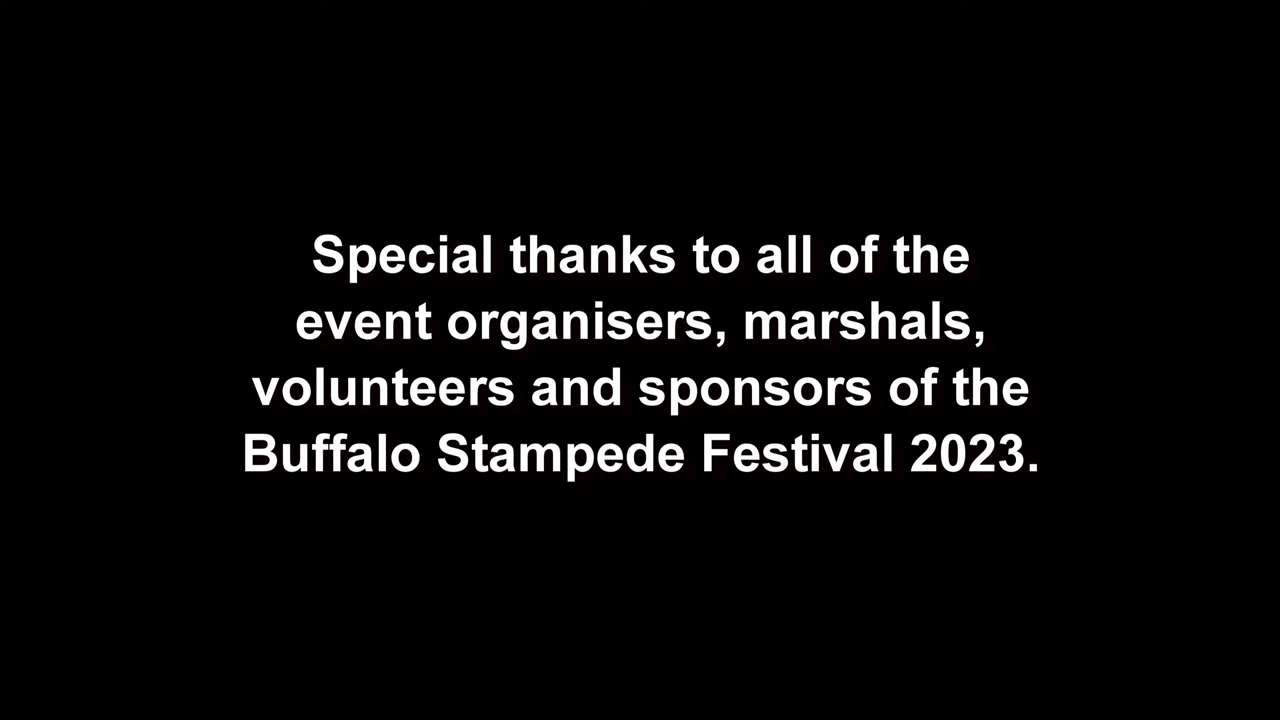 Special thanks to all of the
event organisers, marshals,
volunteers and sponsors of the
Buffalo Stampede Festival 2023.